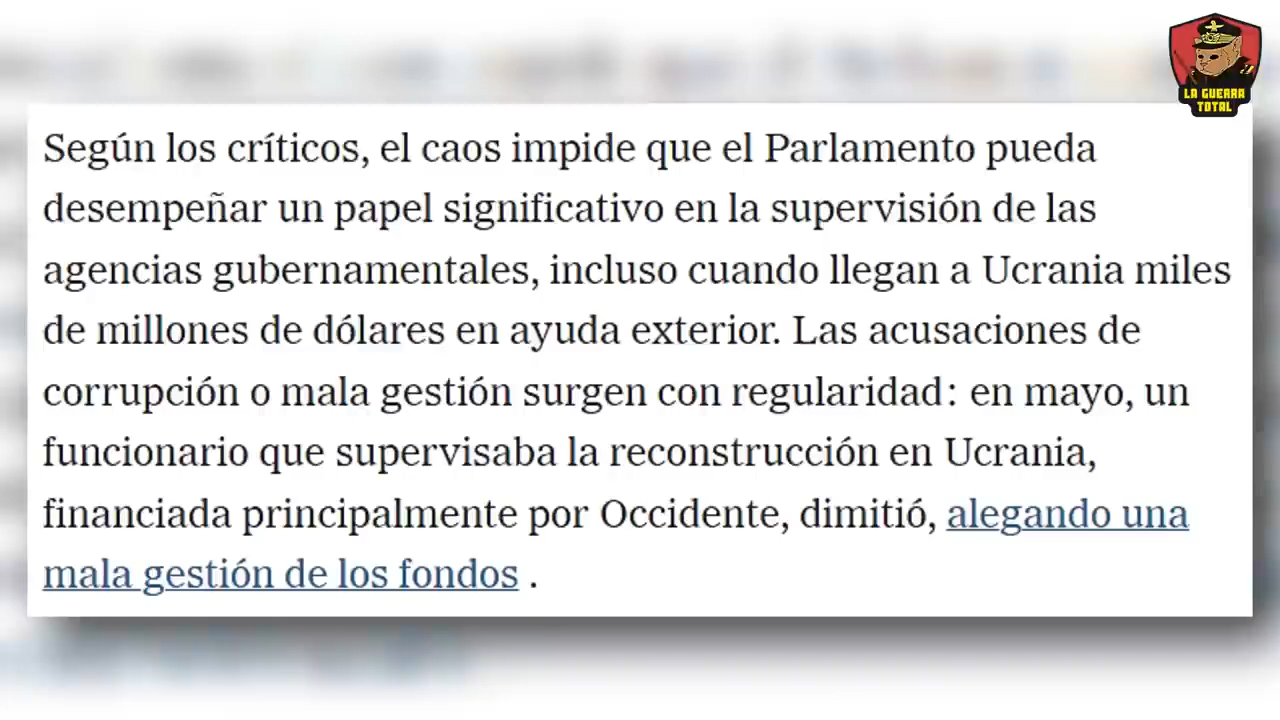 LA GUERRA
TOTAL
Según los críticos, el caos impide que el Parlamento pueda
desempeñar un papel significativo en la supervisión de las
agencias gubernamentales, incluso cuando llegan a Ucrania miles
de millones de dólares en ayuda exterior. Las acusaciones de
corrupción o mala gestión surgen con regularidad: en mayo, un
funcionario que supervisaba la reconstrucción en Ucrania,
financiada principalmente por Occidente, dimitió, alegando una
mala gestión de los fondos .